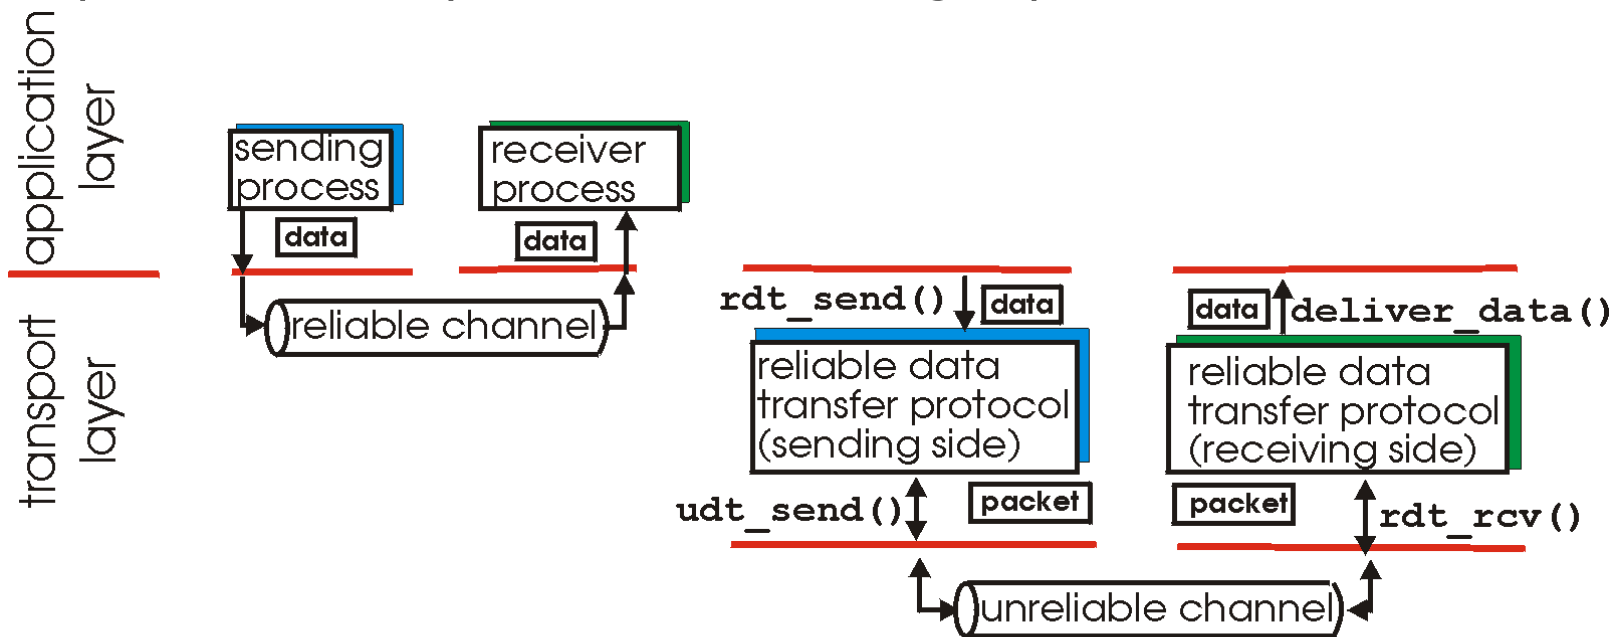 application
layer
transport
layer
sending
process
data
receiver
process
data
reliable channel
rdt_send()
data
reliable data
transfer protocol
(sending side)
udt_send()
packet
data
deliver_data()
reliable data
transfer protocol
(receiving side)
packet
rdt_rcv()
unreliable channel